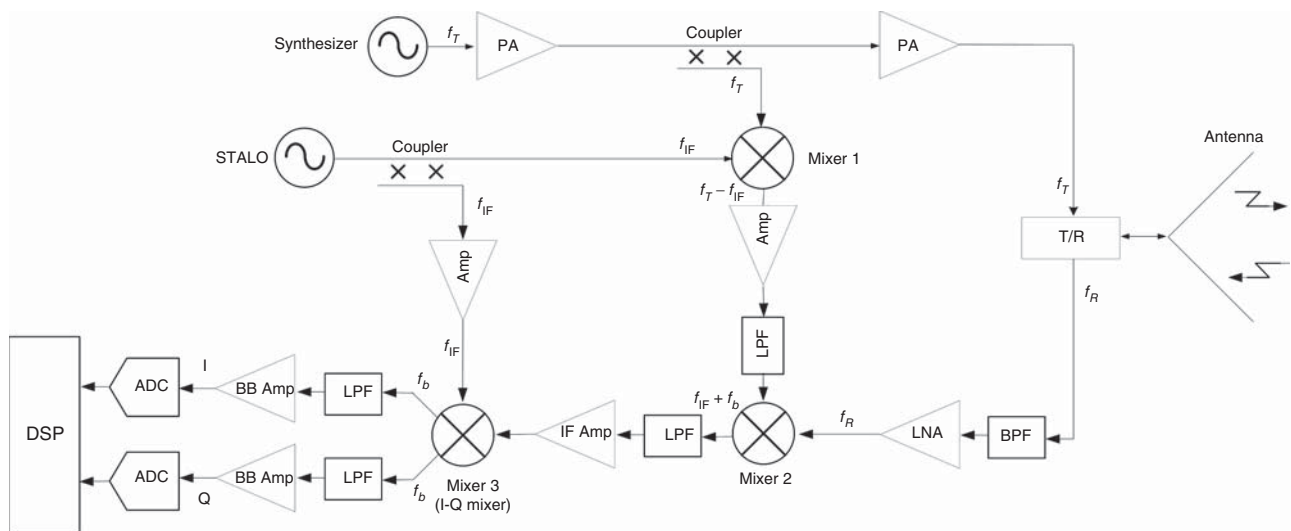 Synthesizer
f_T
PA
Coupler
PA
f_T
STALO
Coupler
f_IF
Mixer 1
Antenna
f_IF
f_T – f_IF
f_T
Amp
Amp
T/R
f_R
LPF
f_IF
DSP
ADC
I
BB Amp
LPF
f_b
f_IF + f_b
IF Amp
LPF
f_R
LNA
BPF
Mixer 2
ADC
Q
BB Amp
LPF
f_b
Mixer 3
(I-Q mixer)